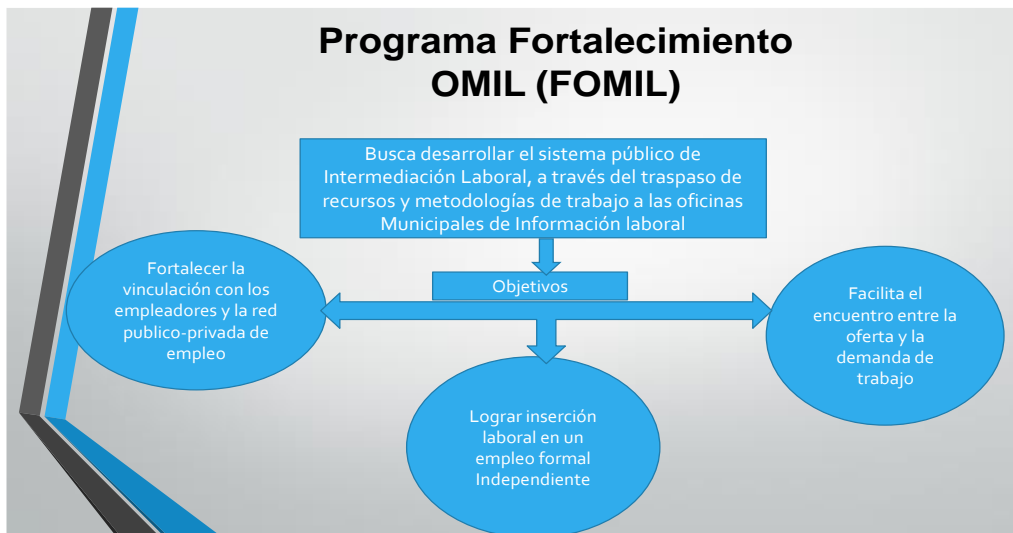 Programa Fortalecimiento
OMIL (FOMIL)
Busca desarrollar el sistema público de
Intermediación Laboral, a través del traspaso de
recursos y metodologías de trabajo a las oficinas
Municipales de Información laboral
Objetivos
Fortalecer la
vinculación con los
empleadores y la red
publico-privada de
empleo
Lograr inserción
laboral en un
empleo formal
Independiente
Facilita el
encuentro entre la
oferta y la
demanda de
trabajo